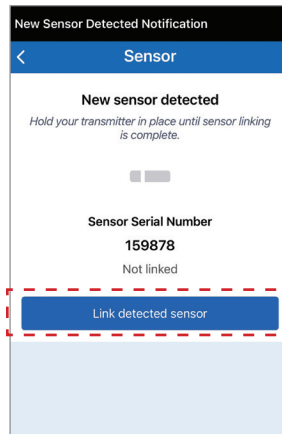 New Sensor Detected Notification
Sensor
New sensor detected
Hold your transmitter in place until sensor linking
is complete.
Sensor Serial Number
159878
Not linked
Link detected sensor